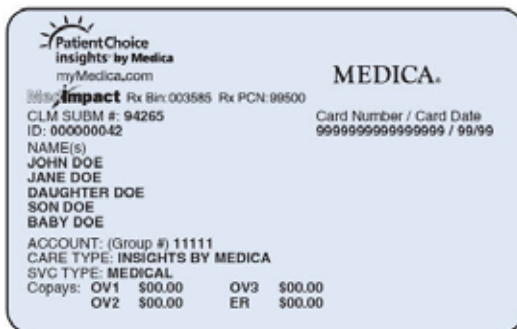 PatientChoice
insights by Medica
myMedica.com
MEDICA®
MedImpact Rx Bin:003585 Rx PCN:99500
CLM SUBM #: 94265
Card Number / Card Date
ID: 000000042
9999999999999999 / 99/99
NAME(s)
JOHN DOE
JANE DOE
DAUGHTER DOE
SON DOE
BABY DOE
ACCOUNT: (Group #) 11111
CARE TYPE: INSIGHTS BY MEDICA
SVC TYPE: MEDICAL
Copays: OV1 $00.00 OV3 $00.00
OV2 $00.00 ER $00.00